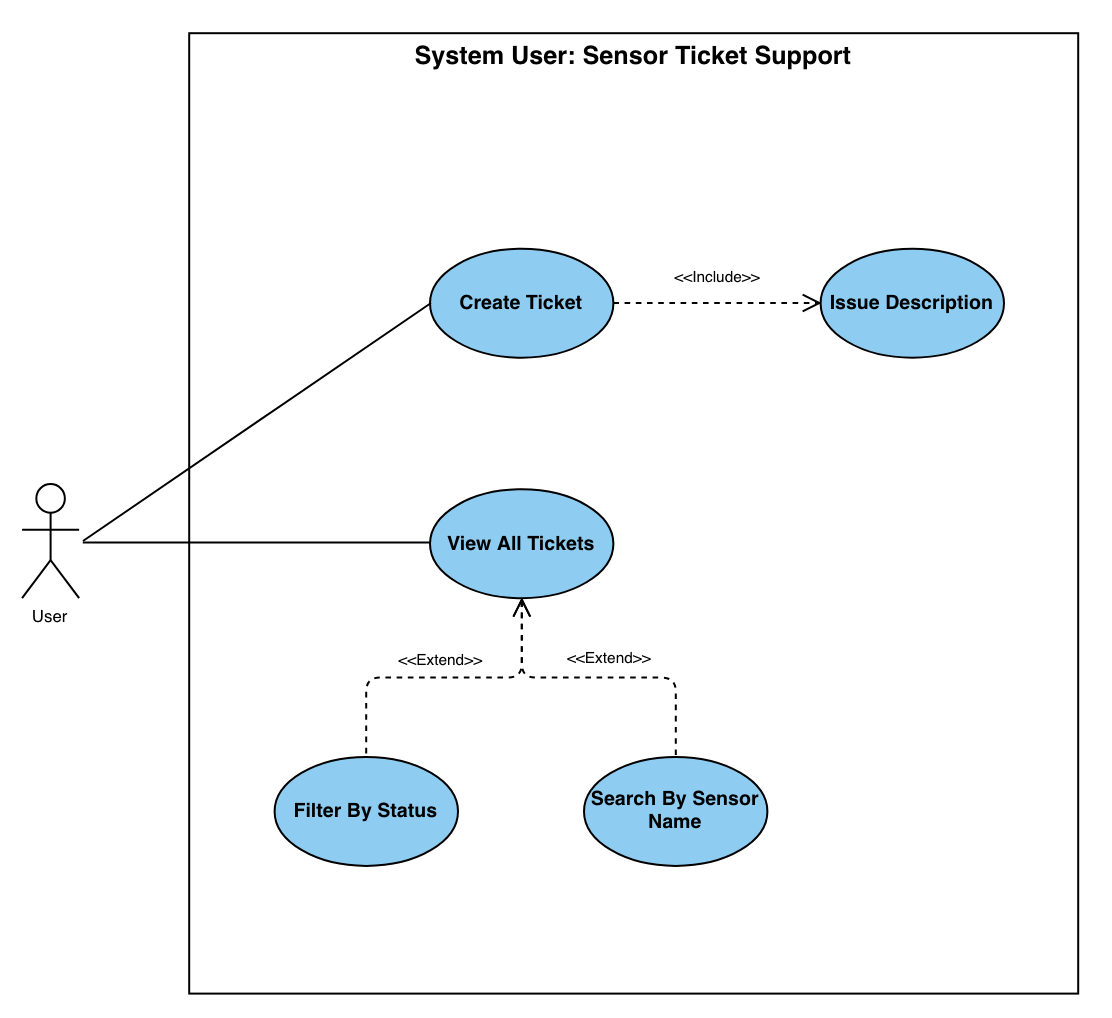 System User: Sensor Ticket Support
Create Ticket
<<Include>>
Issue Description
View All Tickets
User
<<Extend>>
<<Extend>>
Filter By Status
Search By Sensor
Name